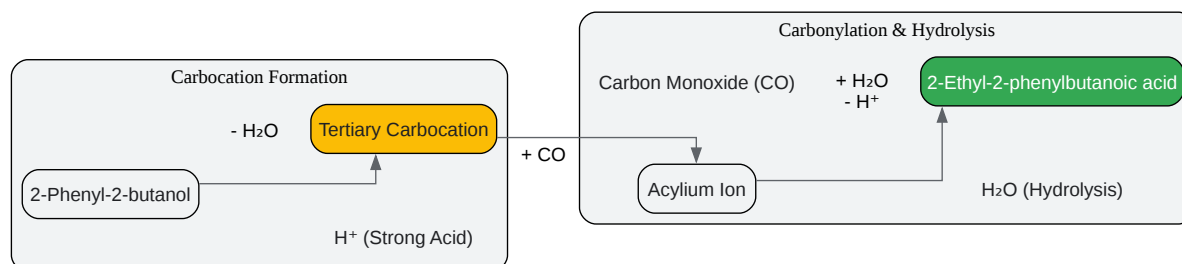 Carbocation Formation
- H₂O
Tertiary Carbocation
2-Phenyl-2-butanol
H⁺ (Strong Acid)
+ CO
Carbonylation & Hydrolysis
Carbon Monoxide (CO)
+ H₂O
- H⁺
2-Ethyl-2-phenylbutanoic acid
Acylium Ion
H₂O (Hydrolysis)